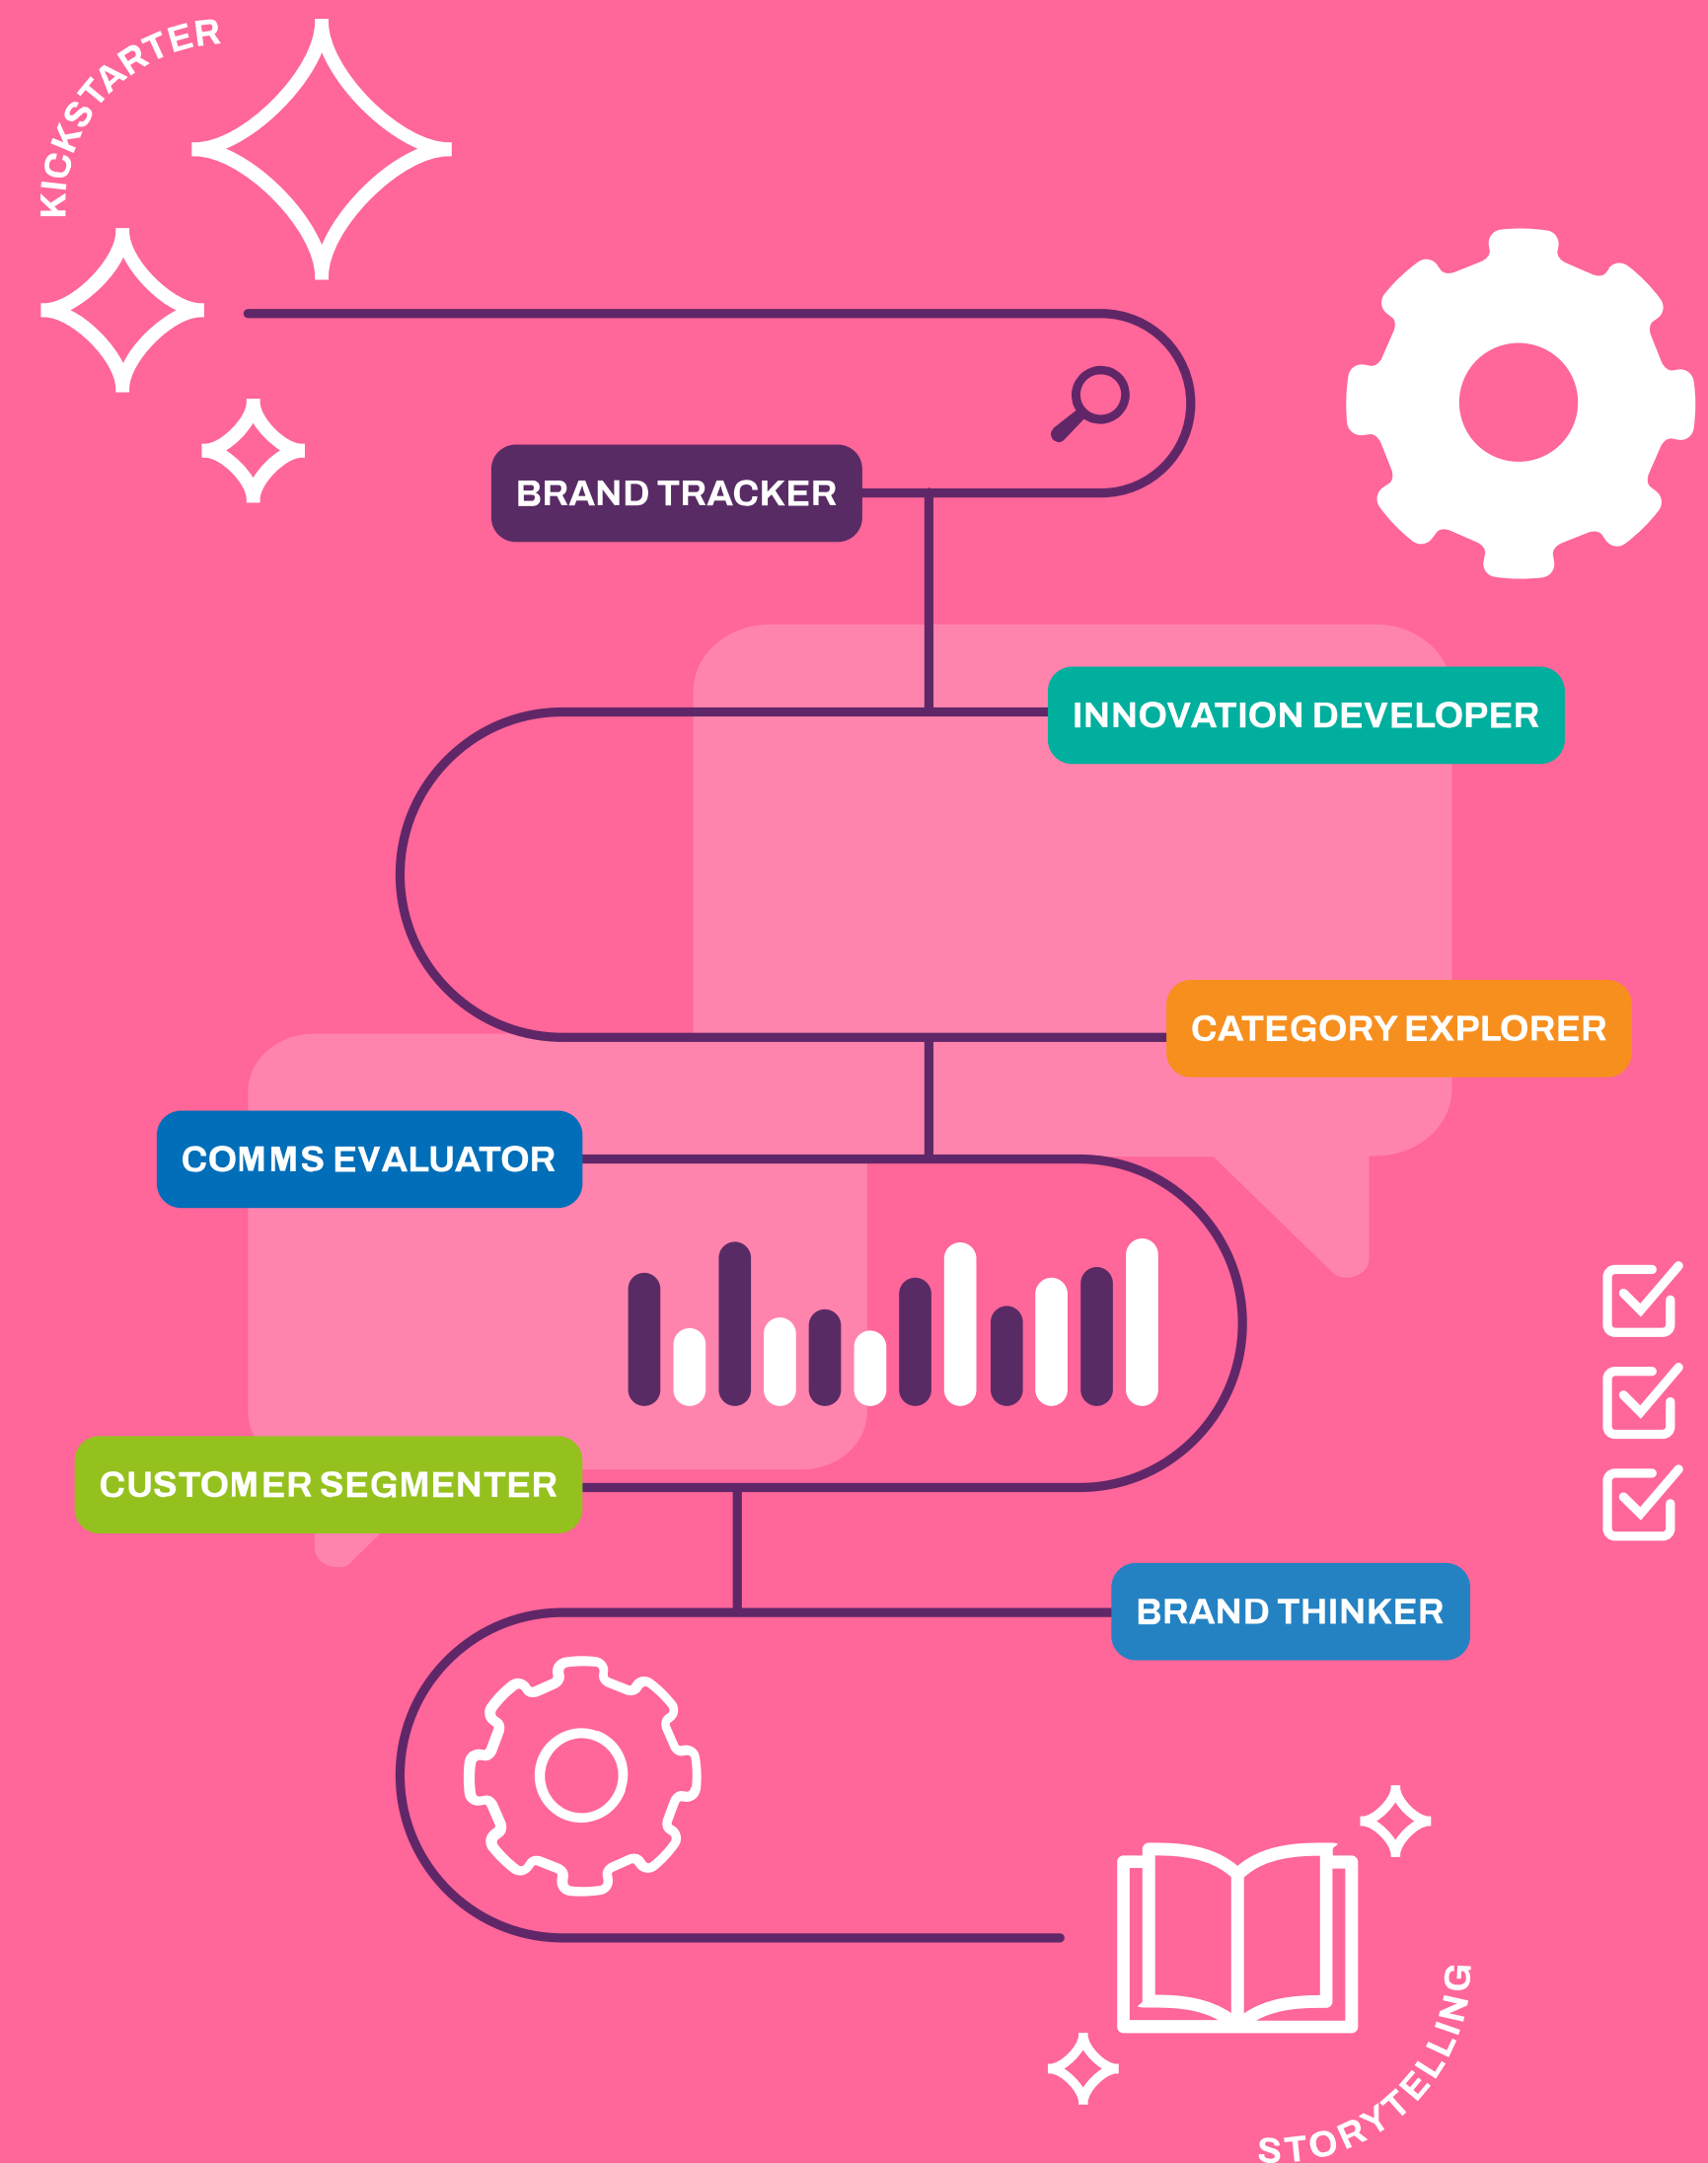 KICKSTARTER
BRAND TRACKER
INNOVATION DEVELOPER
CATEGORY EXPLORER
COMMS EVALUATOR
CUSTOMER SEGMENTER
BRAND THINKER
STORYTELLING